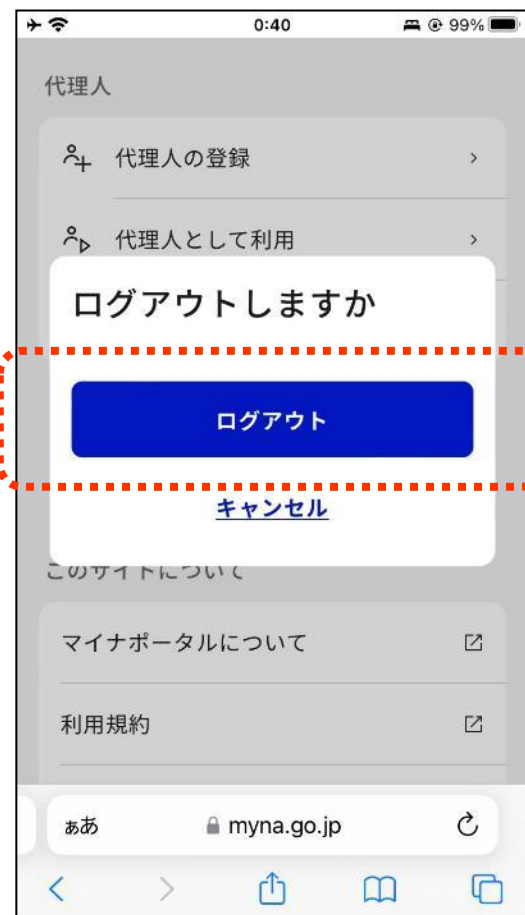 0:40
99%
代理人
代理人の登録
代理人として利用
ログアウトしますか
ログアウト
キャンセル
このサイトについて
マイナポータルについて
利用規約
ぁあ
myna.go.jp